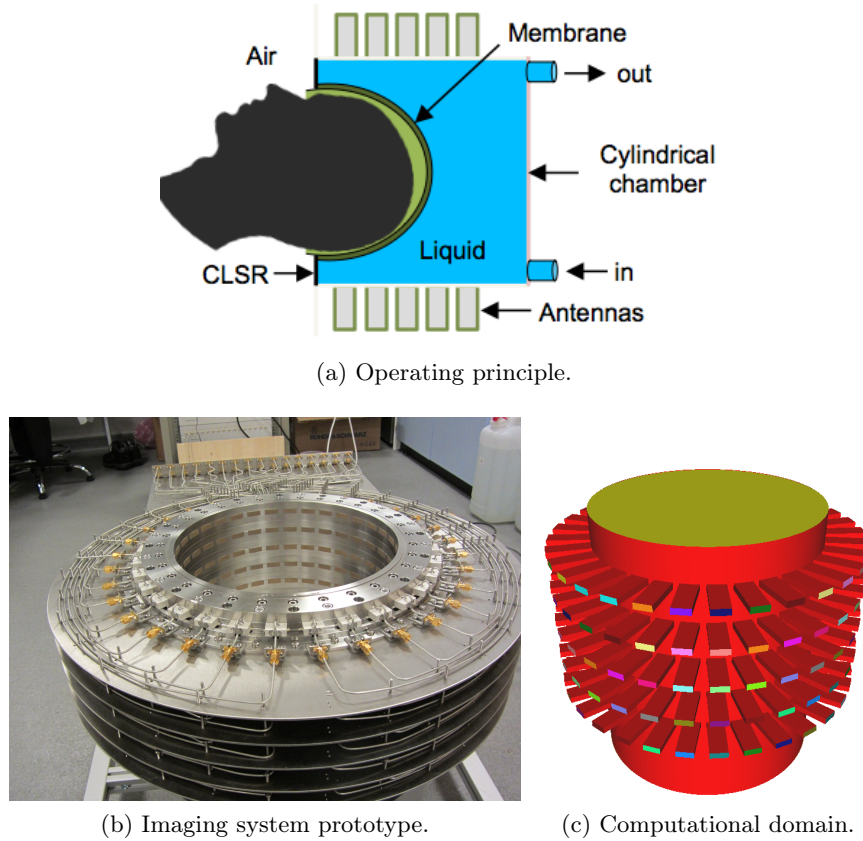 Air
Membrane
out
Cylindrical
chamber
Liquid
CLSR
in
Antennas
(a) Operating principle.
(b) Imaging system prototype.
(c) Computational domain.